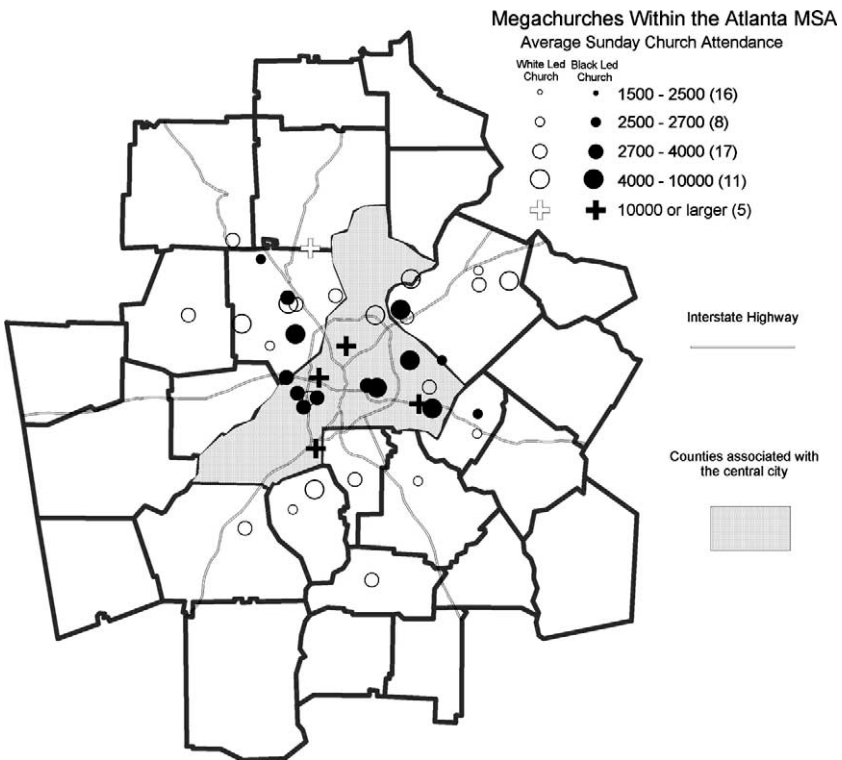 Megachurches Within the Atlanta MSA
Average Sunday Church Attendance
White Led Black Led
Church Church
1500 - 2500 (16)
2500 - 2700 (8)
2700 - 4000 (17)
4000 - 10000 (11)
10000 or larger (5)
Interstate Highway
Counties associated with
the central city